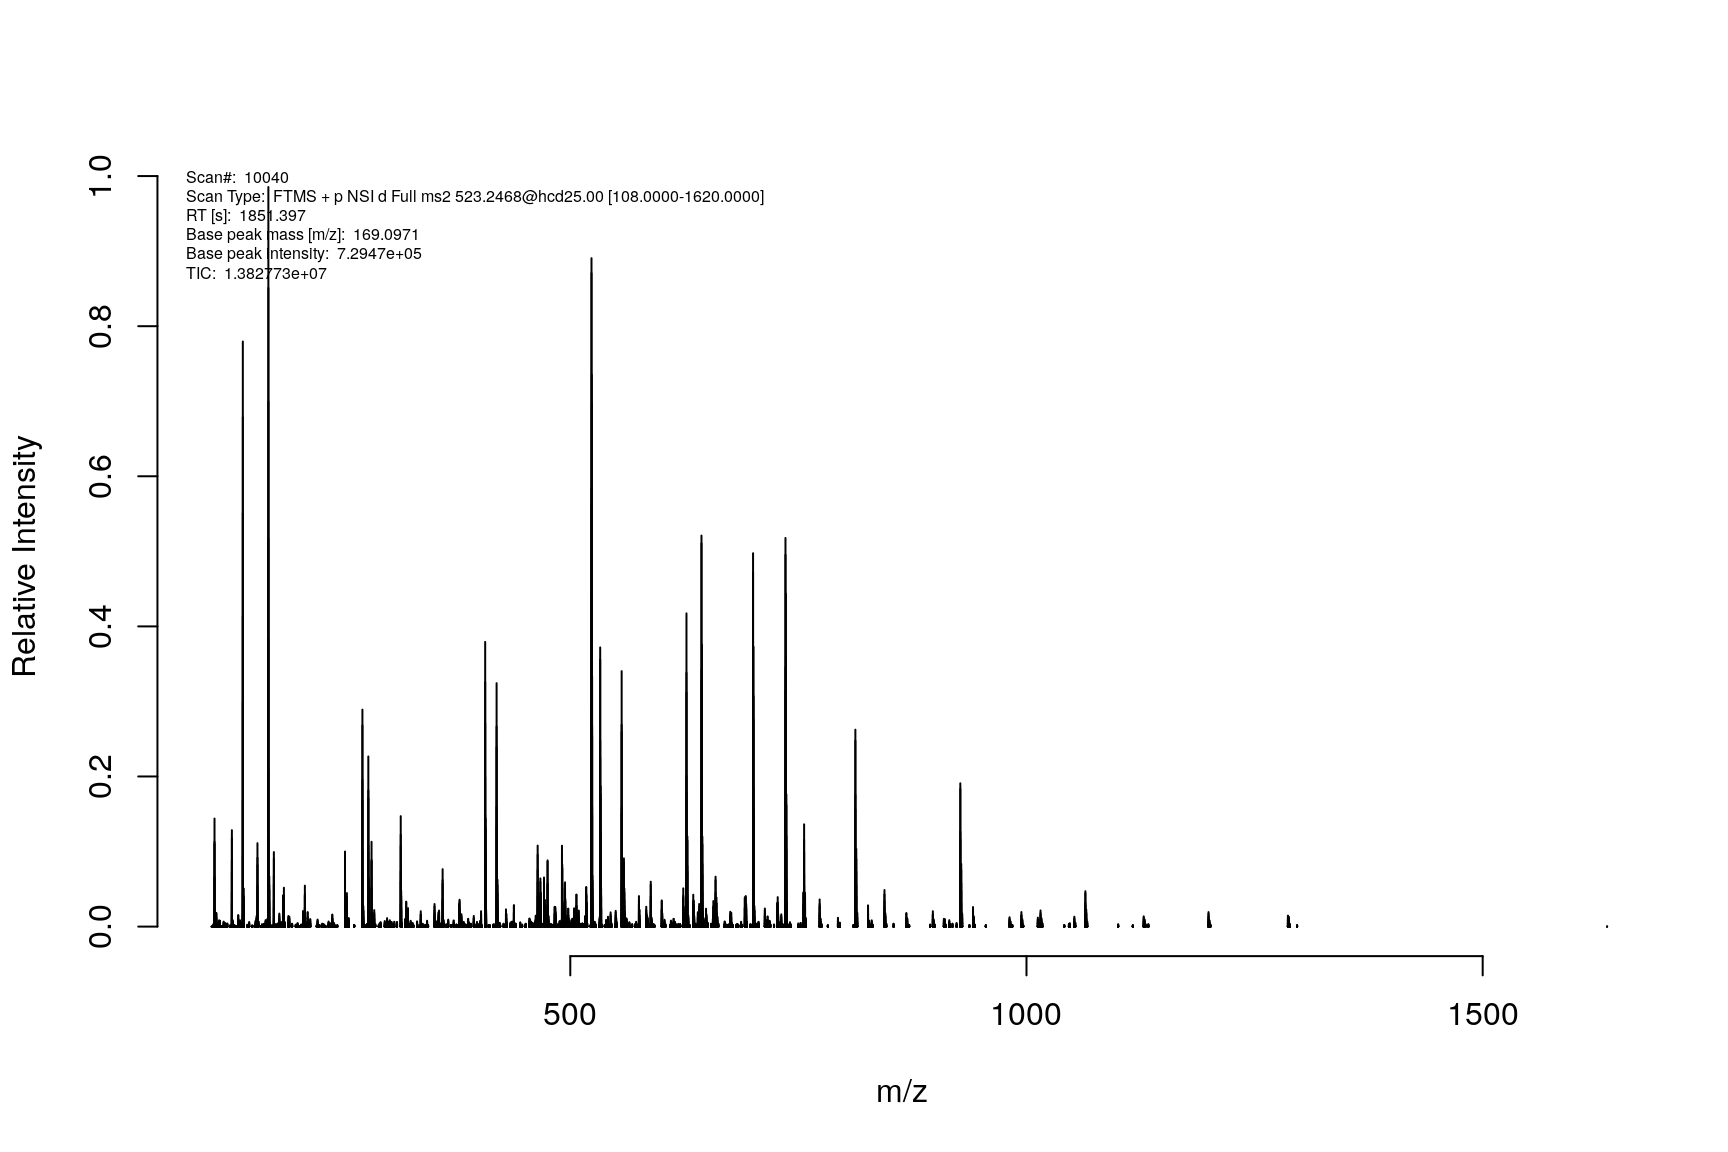 Scan#: 10040
Scan Type: FTMS + p NSI d Full ms2 523.2468@hcd25.00 [108.0000-1620.0000]
RT [s]: 1851.397
Base peak mass [m/z]: 169.0971
Base peak intensity: 7.2947e+05
TIC: 1.382773e+07
Relative Intensity
1.0
0.8
0.6
0.4
0.2
0.0
500 1000 1500
m/z